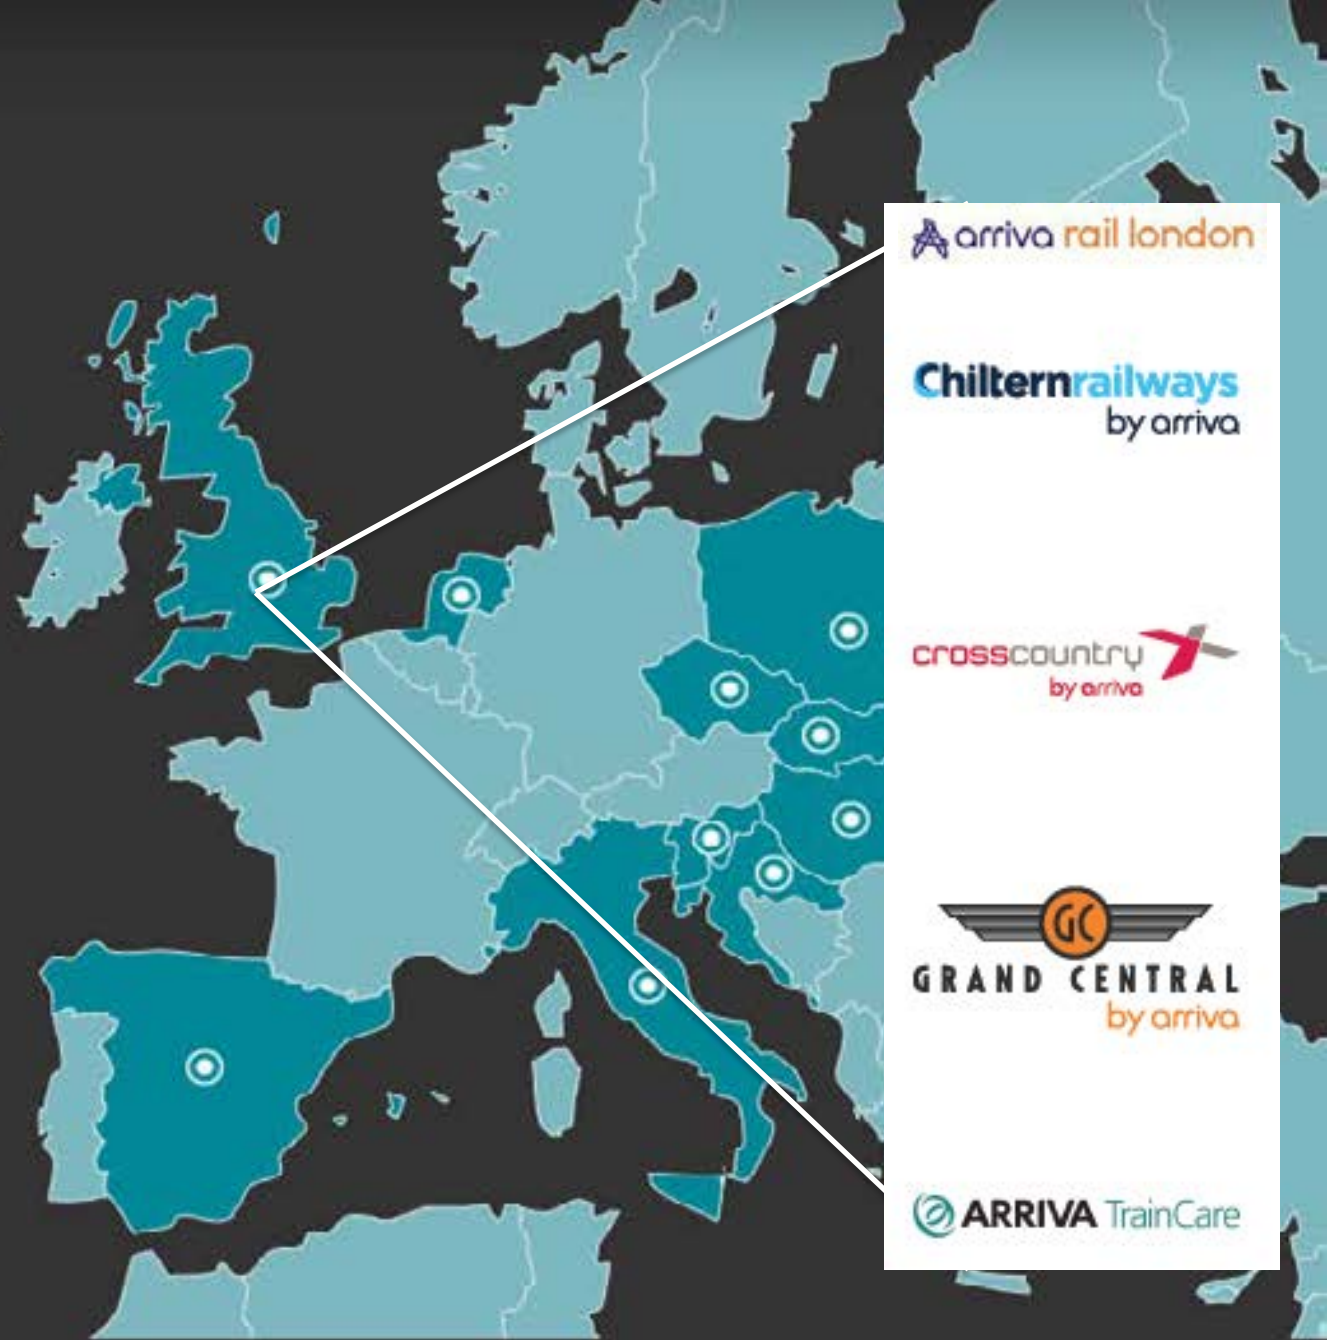 arriva rail london
Chilternrailways
by arriva
crosscountry
by arriva
GC
GRAND CENTRAL
by arriva
ARRIVA TrainCare